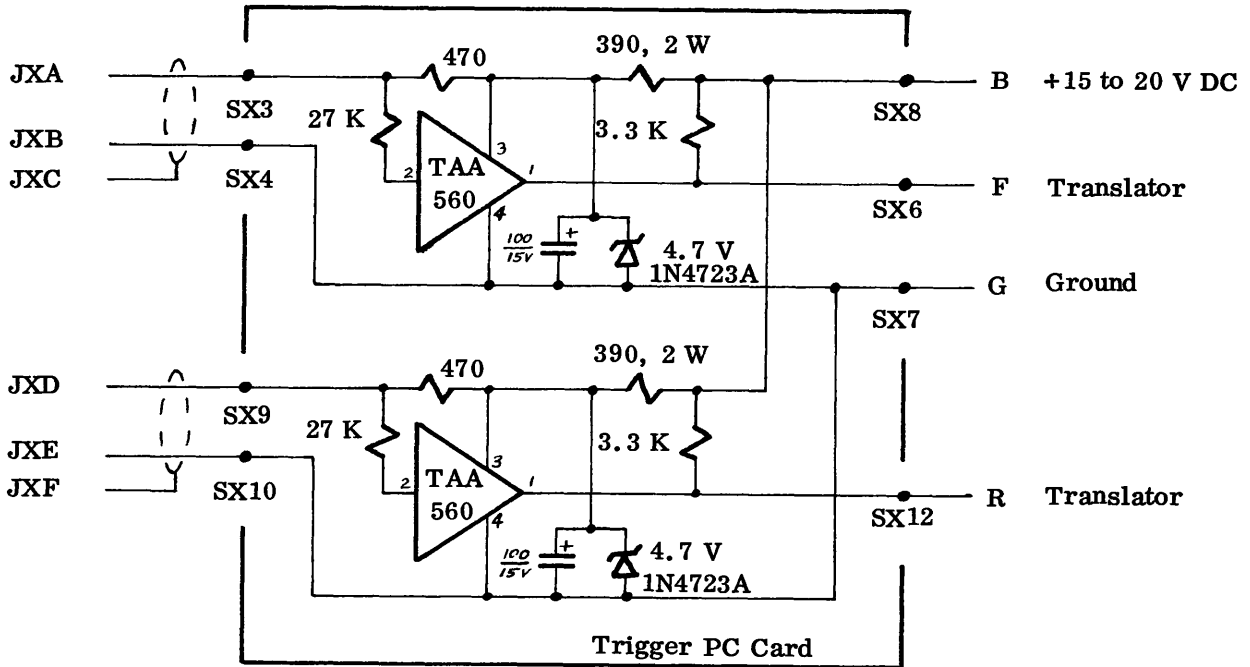 390, 2 W
470
JXA
B +15 to 20 V DC
SX3
SX8
27 K
3.3 K
JXB
3
TAA
560
2
1
JXC
SX4
F Translator
SX6
4
100
15V
+
4.7 V
1N4723A
G Ground
SX7
390, 2 W
470
JXD
SX9
27 K
3.3 K
JXE
3
TAA
560
2
1
JXF
SX10
R Translator
SX12
4
100
15V
+
4.7 V
1N4723A
Trigger PC Card